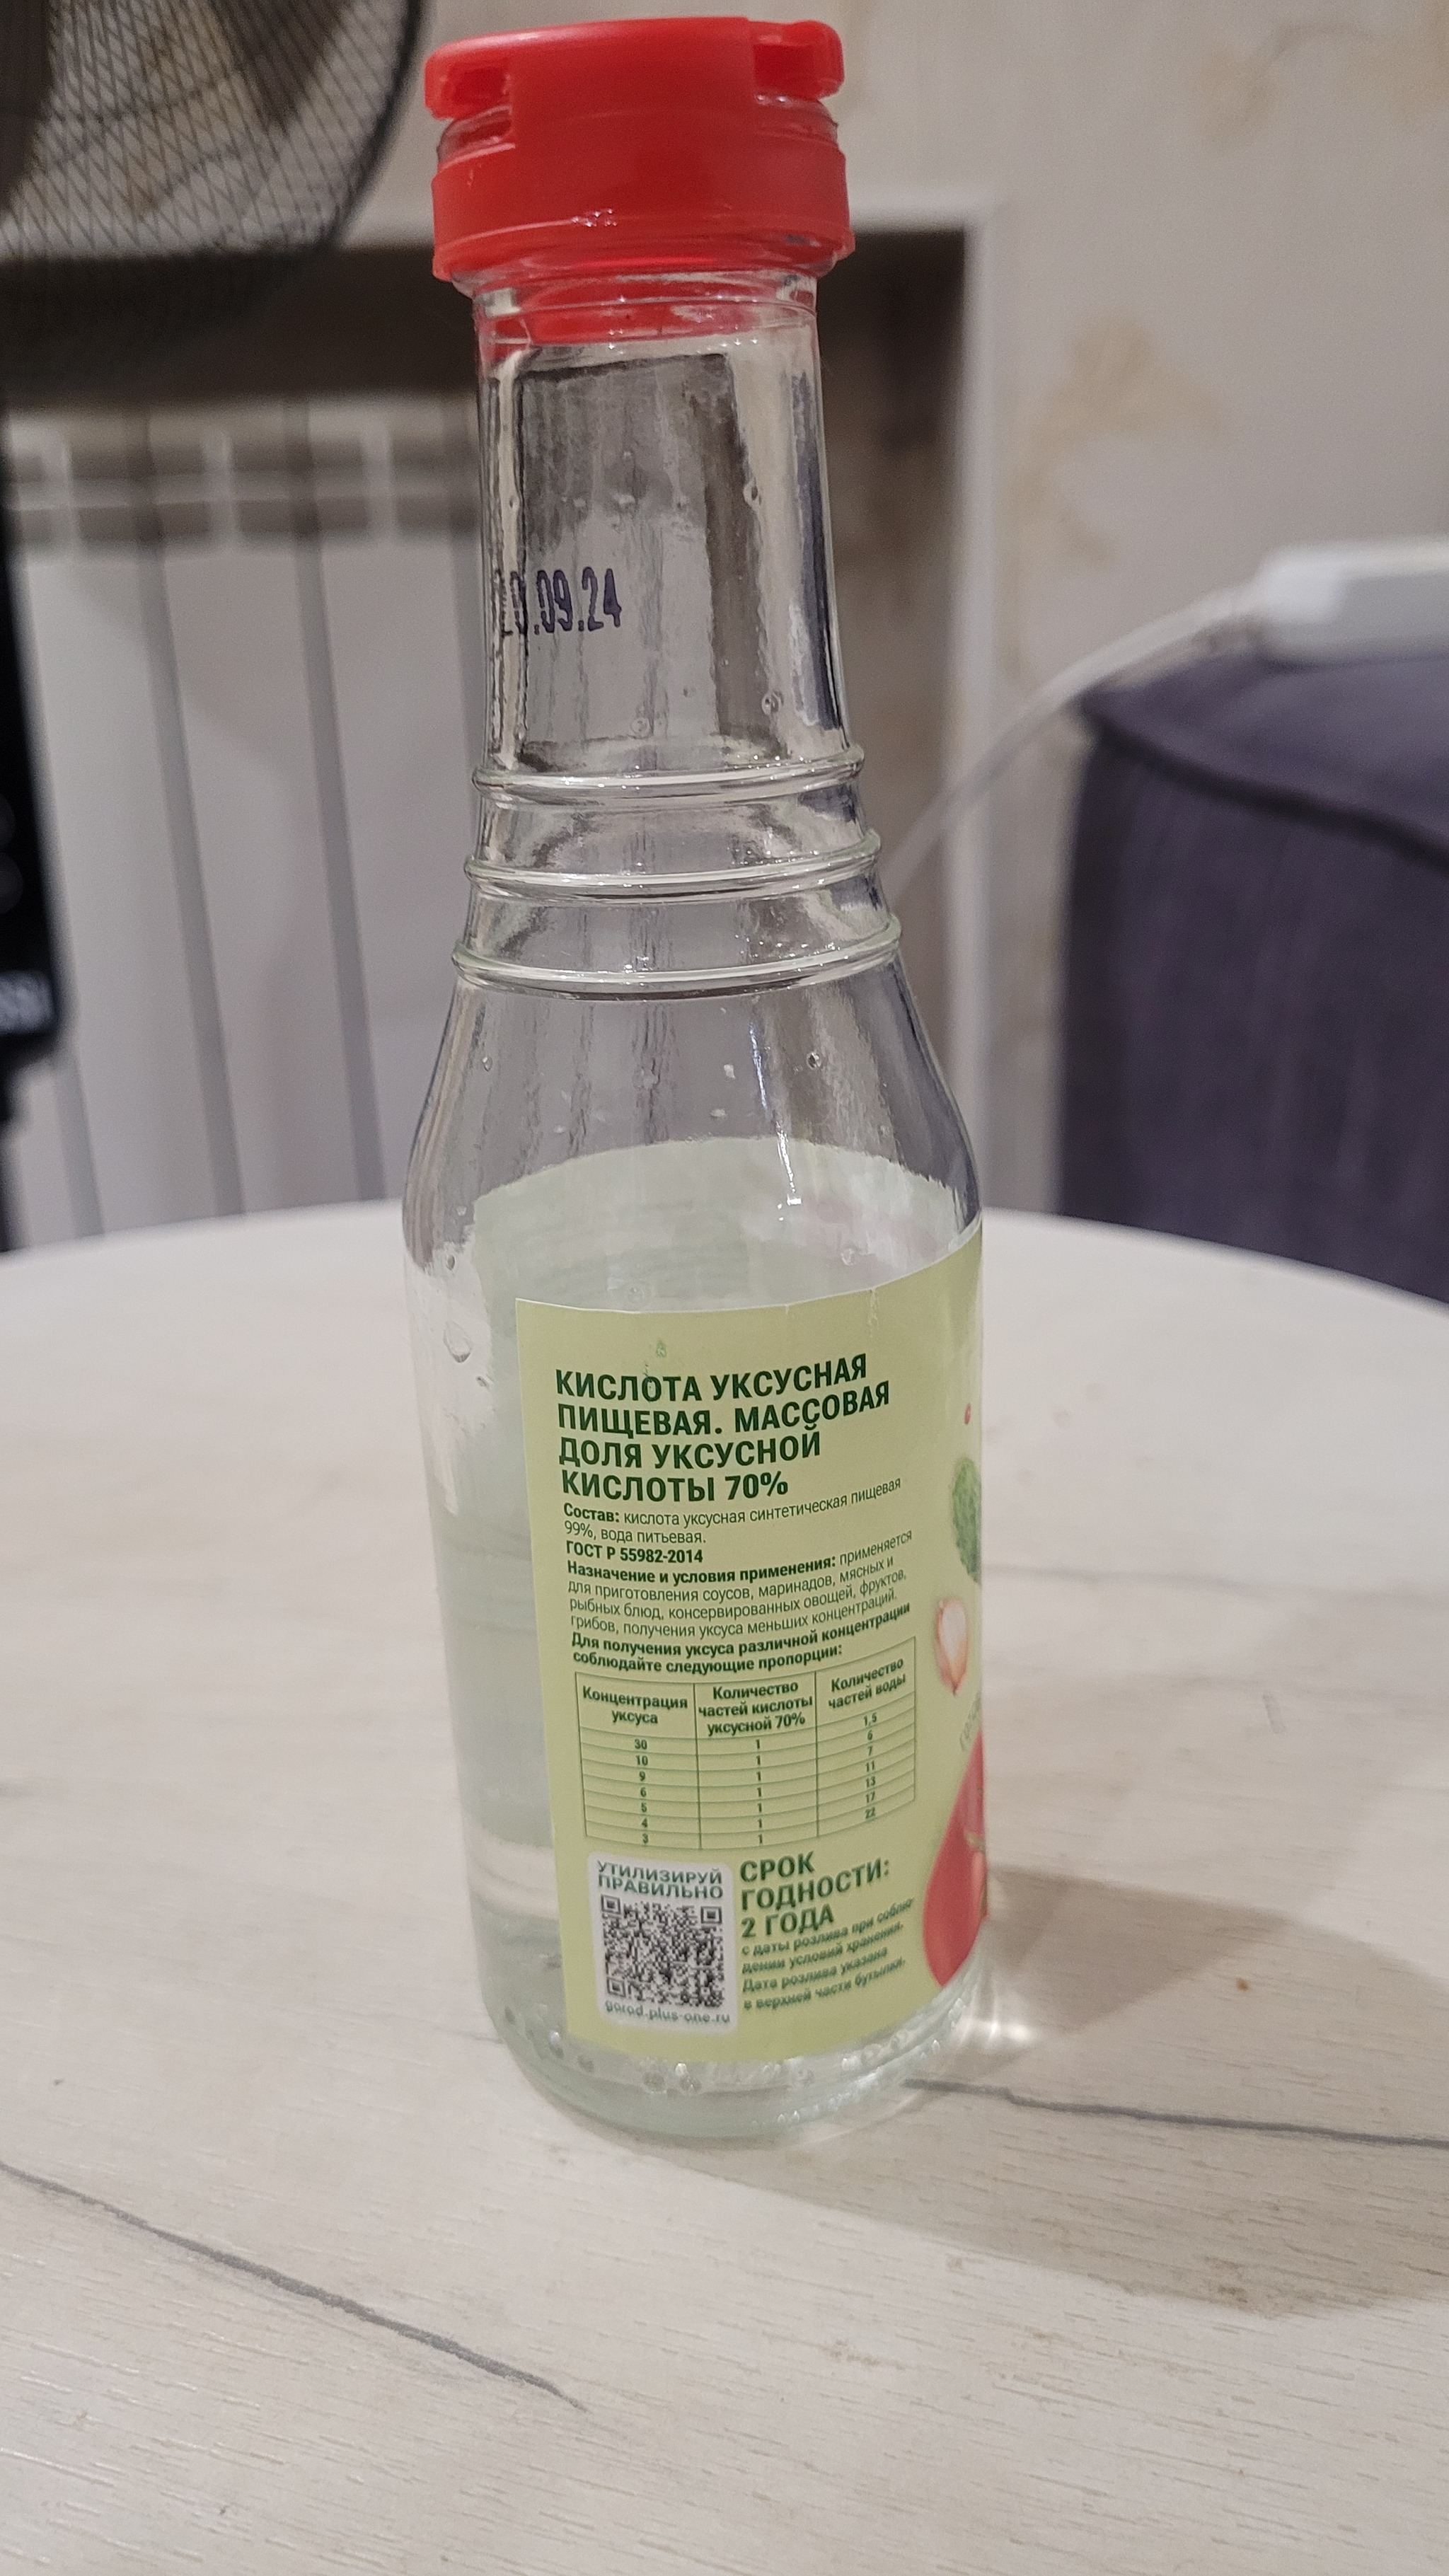 20.09.24
КИСЛОТА УКСУСНАЯ
ПИЩЕВАЯ. МАССОВАЯ
ДОЛЯ УКСУСНОЙ
КИСЛОТЫ 70%
Состав: кислота уксусная синтетическая пищевая
99%, вода питьевая.
ГОСТ Р 55982-2014
Назначение и условия применения: применяется
для приготовления соусов, маринадов, мясных и
рыбных блюд, консервированных овощей, фруктов,
грибов, получения уксуса меньших концентраций.
Для получения уксуса различной концентрации
соблюдайте следующие пропорции:
Концентрация уксуса Количество частей кислоты уксусной 70% Количество частей воды
30 1 1,5
10 1 6
9 1 7
6 1 11
5 1 13
4 1 17
3 1 22
УТИЛИЗИРУЙ
ПРАВИЛЬНО
gorod-plus-one.ru
СРОК
ГОДНОСТИ:
2 ГОДА
с даты розлива при соблю-
дении условий хранения.
Дата розлива указана
в верхней части бутылки.